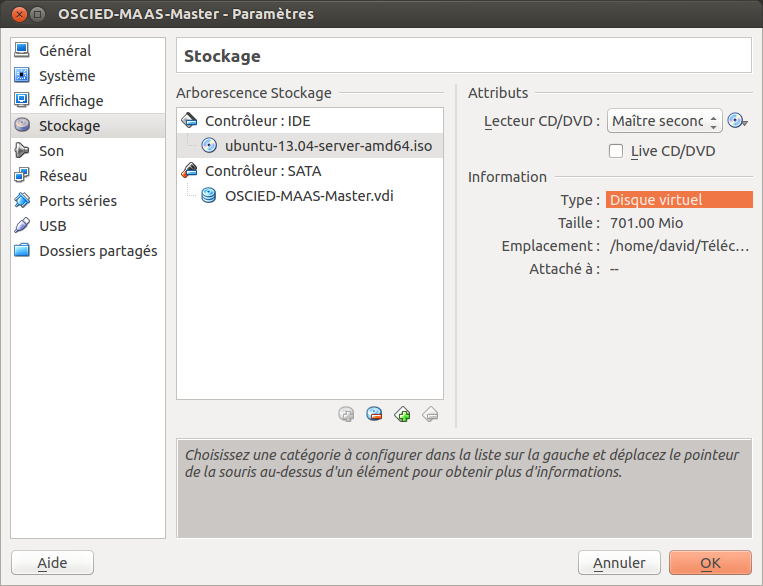 OSCIED-MAAS-Master - Paramètres
Général
Système
Affichage
Stockage
Son
Réseau
Ports séries
USB
Dossiers partagés
Stockage
Arborescence Stockage
Contrôleur : IDE
ubuntu-13.04-server-amd64.iso
Contrôleur : SATA
OSCIED-MAAS-Master.vdi
Attributs
Lecteur CD/DVD : Maître seconc
Live CD/DVD
Information
Type : Disque virtuel
Taille : 701.00 Mio
Emplacement : /home/david/Téléc...
Attaché à : --
Choisissez une catégorie à configurer dans la liste sur la gauche et déplacez le pointeur
de la souris au-dessus d'un élément pour obtenir plus d'informations.
Aide
Annuler
OK